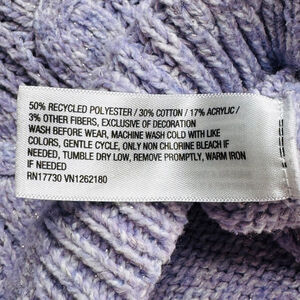 50% RECYCLED POLYESTER / 30% COTTON / 17% ACRYLIC /
3% OTHER FIBERS, EXCLUSIVE OF DECORATION
WASH BEFORE WEAR, MACHINE WASH COLD WITH LIKE
COLORS, GENTLE CYCLE, ONLY NON CHLORINE BLEACH IF
NEEDED, TUMBLE DRY LOW, REMOVE PROMPTLY, WARM IRON
IF NEEDED
RN17730 VN1262180